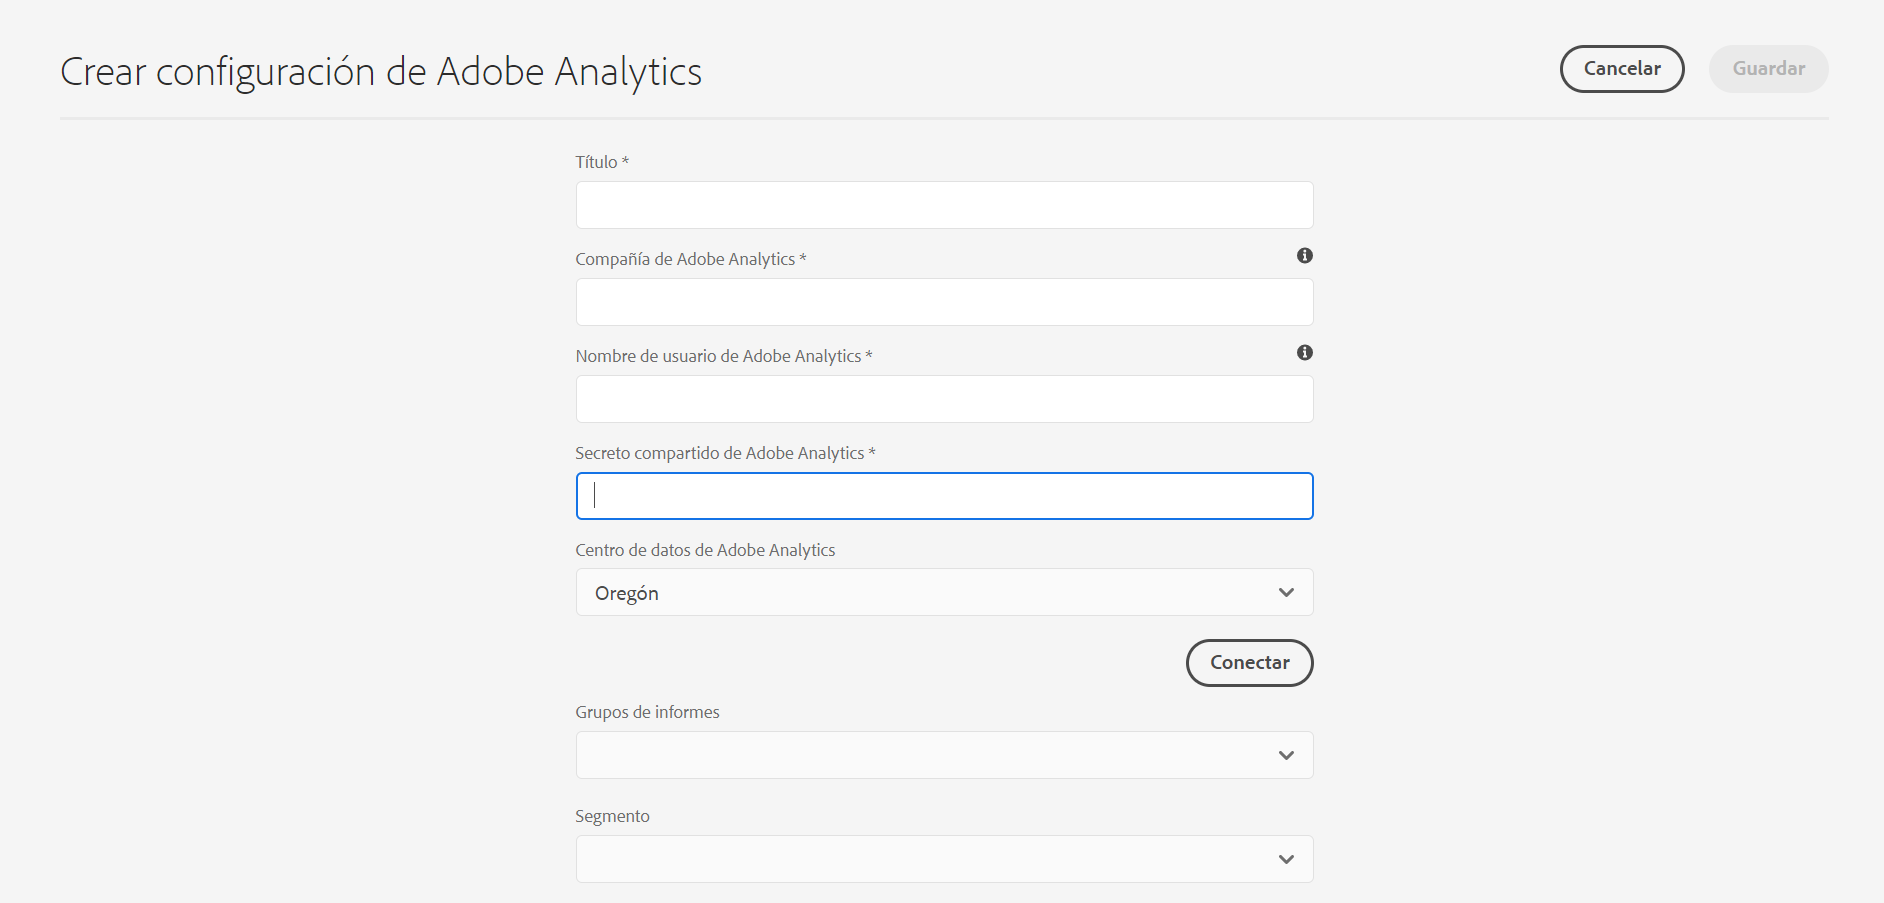 Crear configuración de Adobe Analytics
Cancelar
Guardar
Título *
Compañía de Adobe Analytics *
Nombre de usuario de Adobe Analytics *
Secreto compartido de Adobe Analytics *
Centro de datos de Adobe Analytics
Oregón
Conectar
Grupos de informes
Segmento